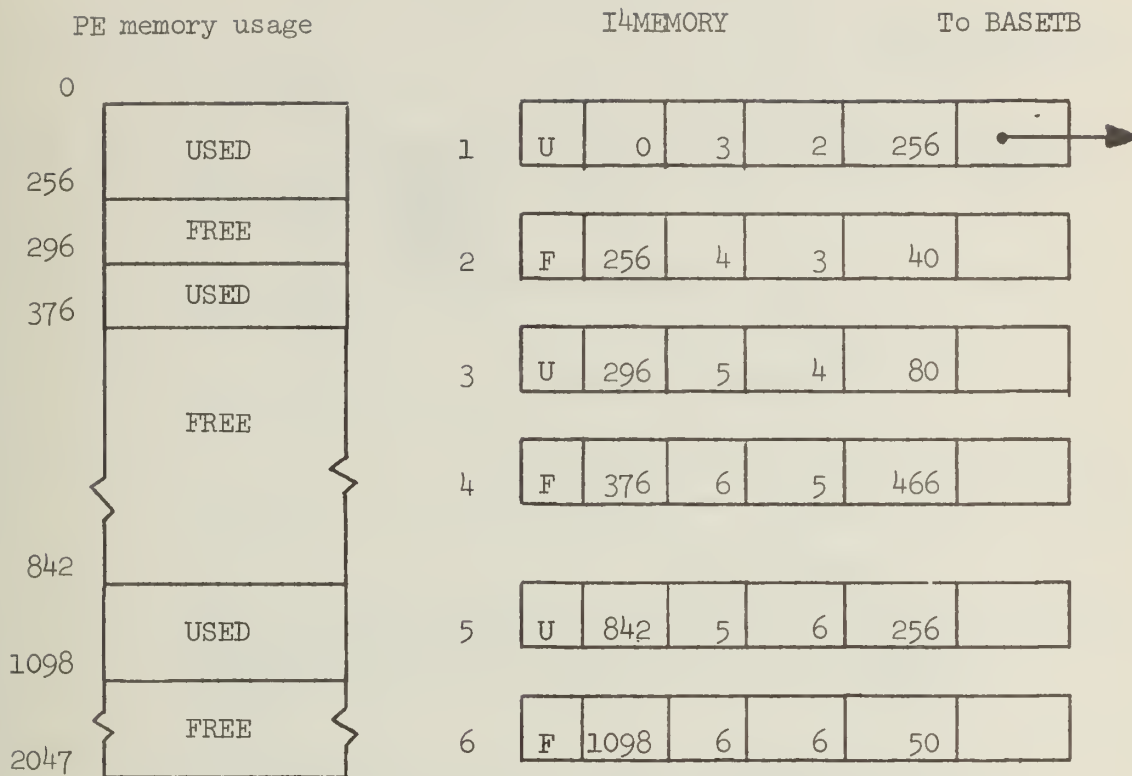 PE memory usage
I4MEMORY
To BASETB
0
USED
256
FREE
296
USED
376
FREE
842
USED
1098
FREE
2047
1 U 0 3 2 256
2 F 256 4 3 40
3 U 296 5 4 80
4 F 376 6 5 466
5 U 842 5 6 256
6 F 1098 6 6 50